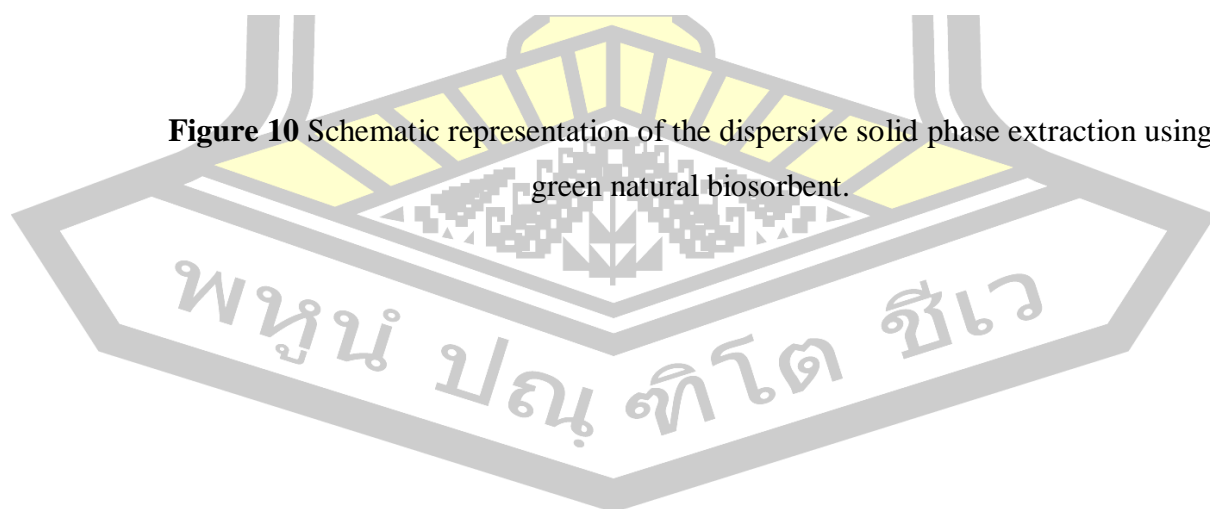 Figure 10 Schematic representation of the dispersive solid phase extraction using
green natural biosorbent.
พหูนํ ปณฺฑิโต ชีเว